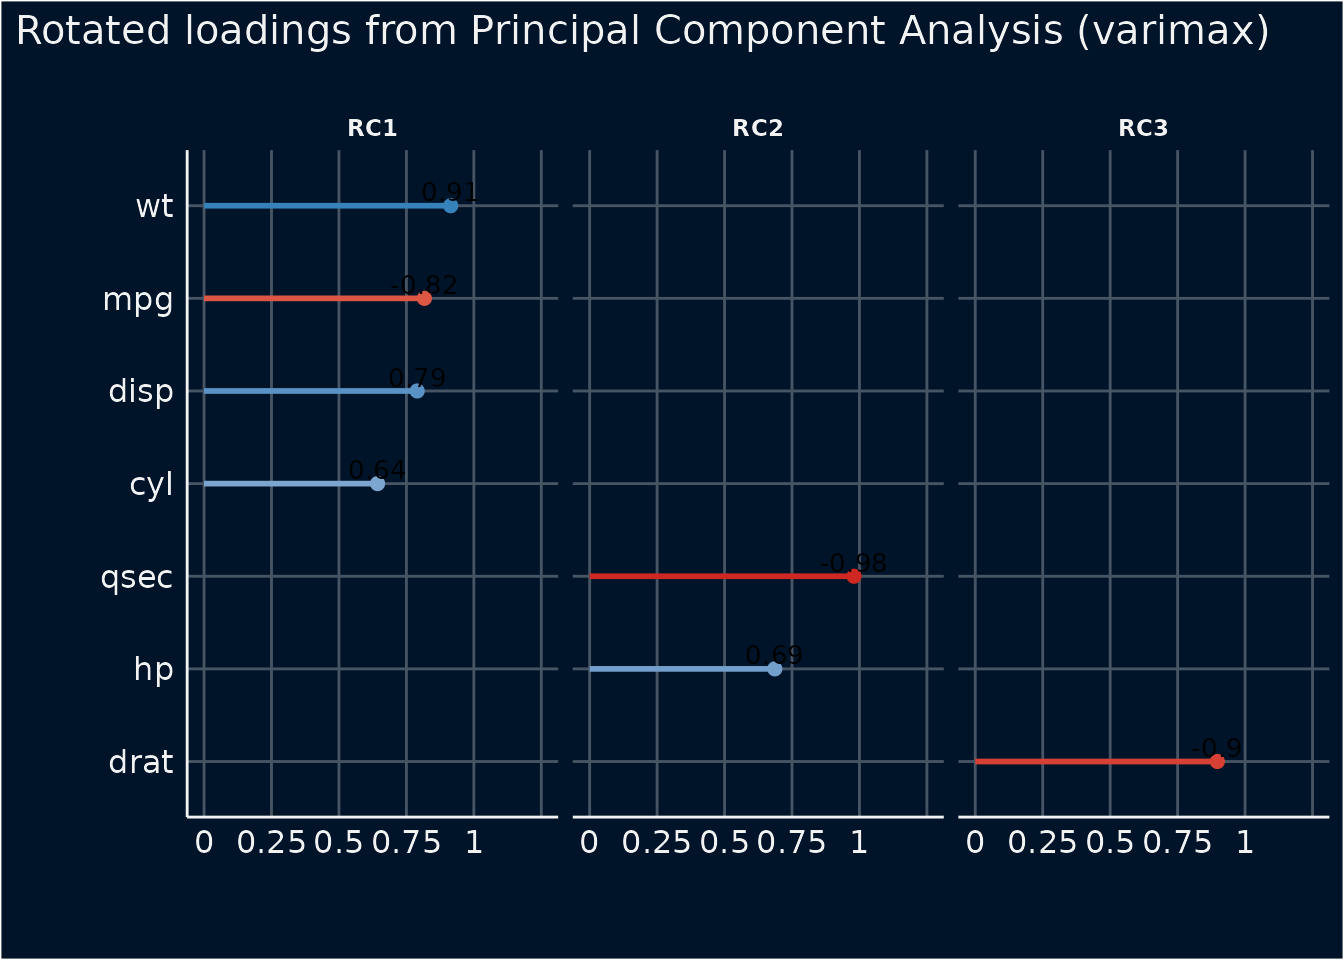 Rotated loadings from Principal Component Analysis (varimax)
RC1 RC2 RC3
wt 0.91
mpg -0.82
disp 0.79
cyl 0.64
qsec -0.98
hp 0.69
drat -0.9
0 0.25 0.5 0.75 1 0 0.25 0.5 0.75 1 0 0.25 0.5 0.75 1